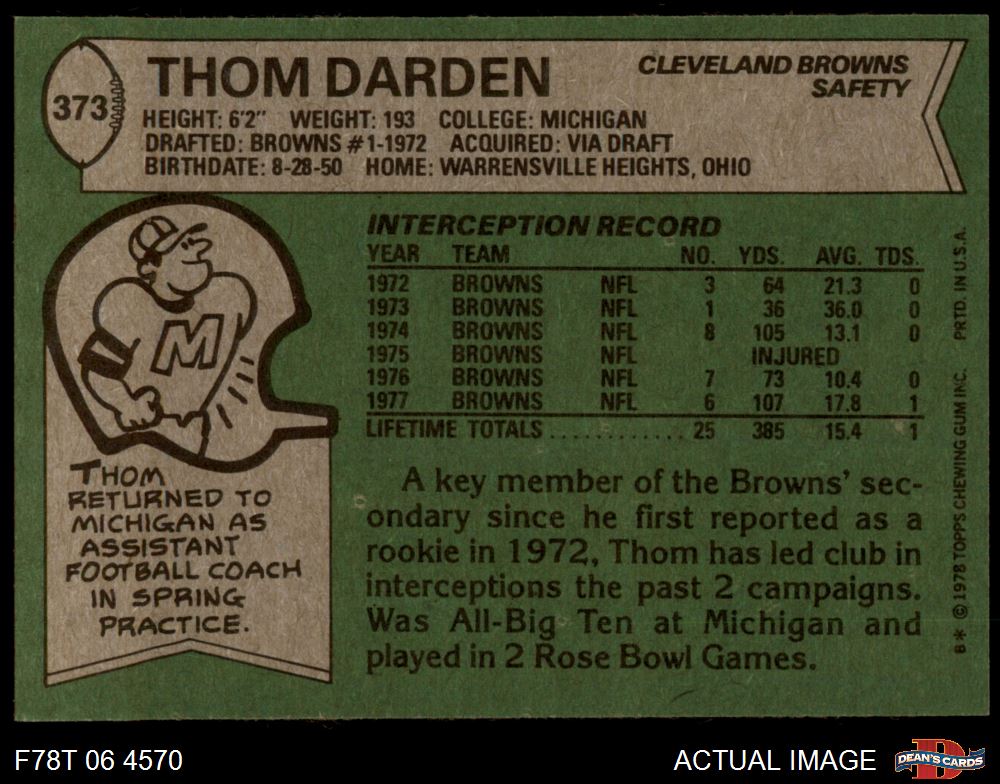 373
THOM DARDEN
CLEVELAND BROWNS
SAFETY
HEIGHT: 6'2" WEIGHT: 193 COLLEGE: MICHIGAN
DRAFTED: BROWNS #1-1972 ACQUIRED: VIA DRAFT
BIRTHDATE: 8-28-50 HOME: WARRENSVILLE HEIGHTS, OHIO
M
THOM
RETURNED TO
MICHIGAN AS
ASSISTANT
FOOTBALL COACH
IN SPRING
PRACTICE.
INTERCEPTION RECORD
YEAR TEAM NO. YDS. AVG. TDS.
1972 BROWNS NFL 3 64 21.3 0
1973 BROWNS NFL 1 36 36.0 0
1974 BROWNS NFL 8 105 13.1 0
1975 BROWNS NFL INJURED
1976 BROWNS NFL 7 73 10.4 0
1977 BROWNS NFL 6 107 17.8 1
LIFETIME TOTALS ............ 25 385 15.4 1
A key member of the Browns' sec-
ondary since he first reported as a
rookie in 1972, Thom has led club in
interceptions the past 2 campaigns.
Was All-Big Ten at Michigan and
played in 2 Rose Bowl Games.
B* © 1978 TOPPS CHEWING GUM INC. PRTD. IN U.S.A.
F78T 06 4570
ACTUAL IMAGE
D
DEAN'S CARDS